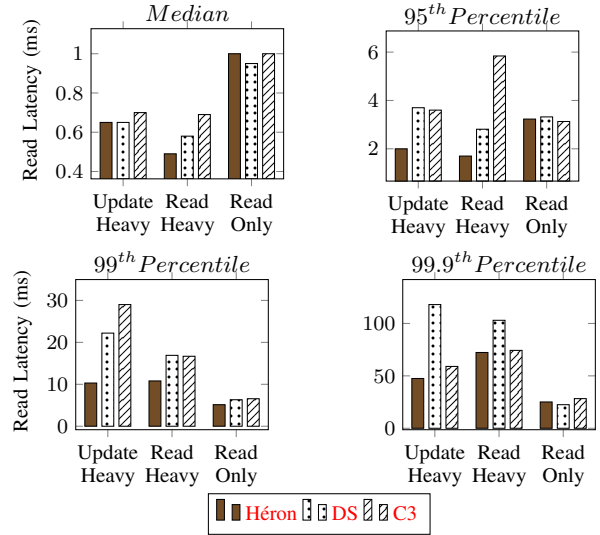 Median
Read Latency (ms)
1
0.8
0.6
0.4
Update Heavy
Read Heavy
Read Only
95th Percentile
6
4
2
Update Heavy
Read Heavy
Read Only
99th Percentile
Read Latency (ms)
30
20
10
0
Update Heavy
Read Heavy
Read Only
99.9th Percentile
100
50
0
Update Heavy
Read Heavy
Read Only
Héron DS C3